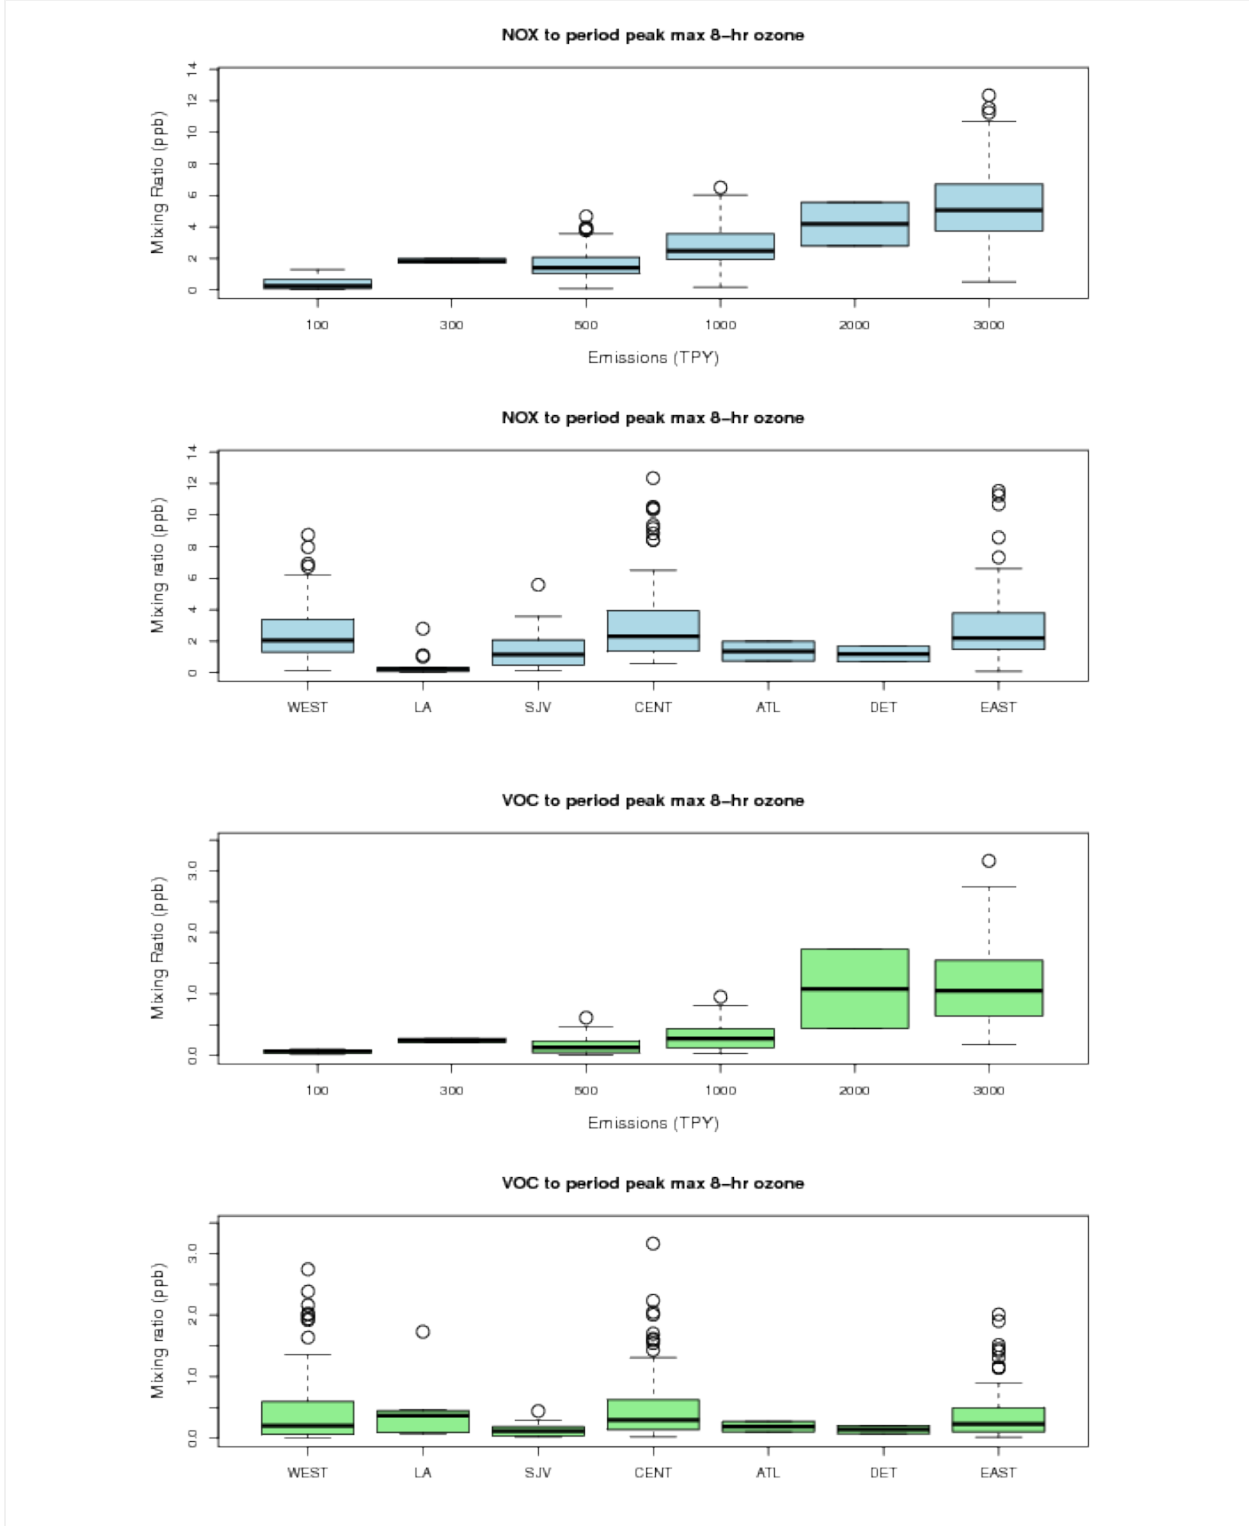 NOX to period peak max 8-hr ozone
Mixing Ratio (ppb)
14
12
10
8
6
4
2
0
100 300 500 1000 2000 3000
Emissions (TPY)
NOX to period peak max 8-hr ozone
Mixing ratio (ppb)
14
12
10
8
6
4
2
0
WEST LA SJV CENT ATL DET EAST
VOC to period peak max 8-hr ozone
Mixing Ratio (ppb)
3.0
2.0
1.0
0.0
100 300 500 1000 2000 3000
Emissions (TPY)
VOC to period peak max 8-hr ozone
Mixing ratio (ppb)
3.0
2.0
1.0
0.0
WEST LA SJV CENT ATL DET EAST